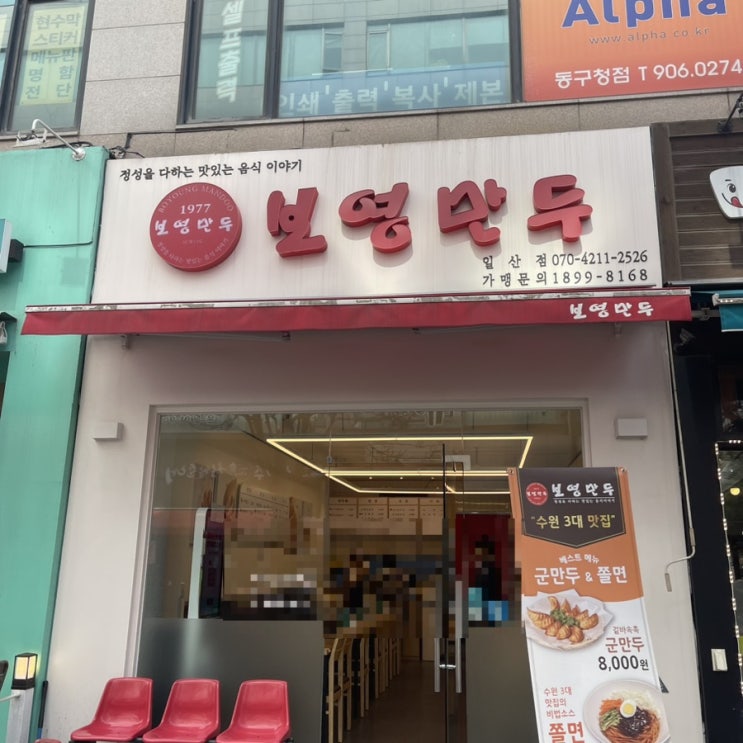 현수막
스티커
메뉴판
명함
전단
셀프출력
인쇄'출력'복사'제본
Alpha
www.alpha.co.kr
동구청점 T 906.0274
정성을 다하는 맛있는 음식 이야기
BOYOUNG MANDOO
1977
보영만두
보영만두
일산점 070-4211-2526
가맹문의 1899-8168
보영만두
보영만두
"수원 3대 맛집"
베스트 메뉴
군만두 & 쫄면
겉바속촉
군만두
8,000원
수원 3대
맛집의
비법소스
쫄면